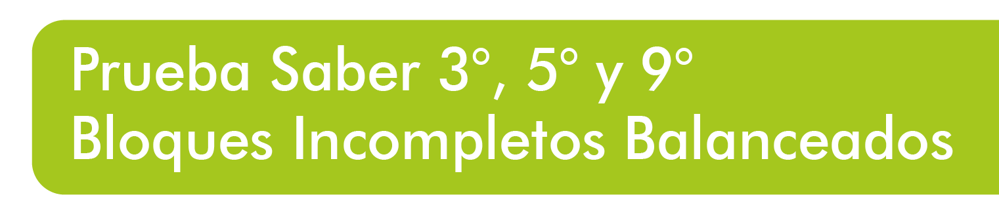 Prueba Saber 3°, 5° y 9°
Bloques Incompletos Balanceados